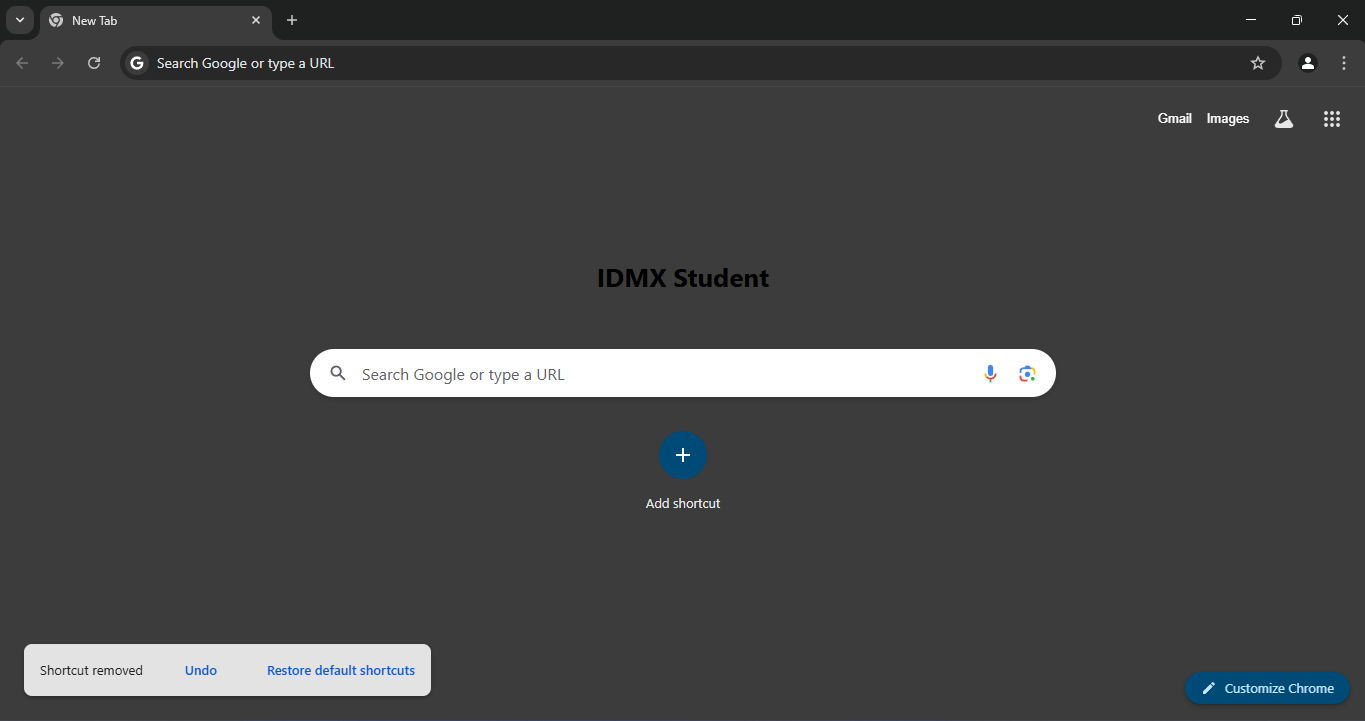 New Tab
Search Google or type a URL
Gmail Images
IDMX Student
Search Google or type a URL
Add shortcut
Shortcut removed Undo Restore default shortcuts
Customize Chrome